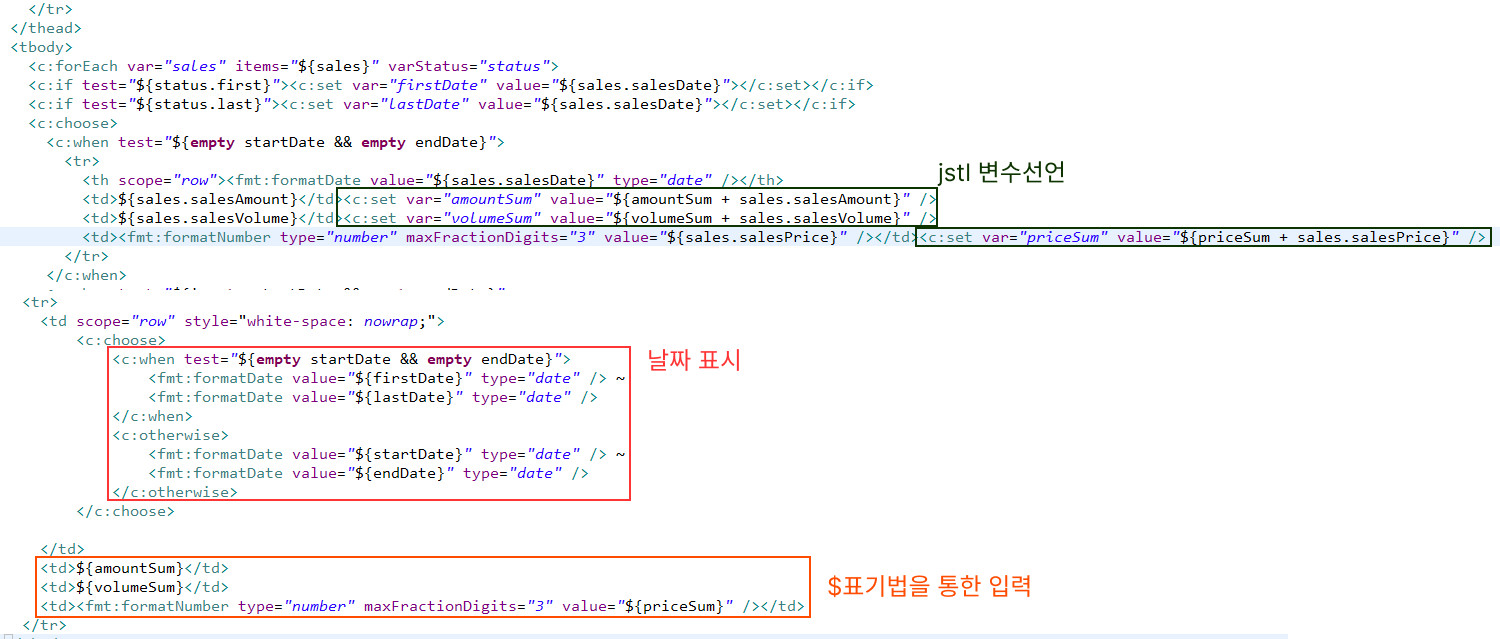 </tr>
</thead>
<tbody>
<c:forEach var="sales" items="${sales}" varStatus="status">
<c:if test="${status.first}"><c:set var="firstDate" value="${sales.salesDate}"></c:set></c:if>
<c:if test="${status.last}"><c:set var="lastDate" value="${sales.salesDate}"></c:set></c:if>
<c:choose>
<c:when test="${empty startDate && empty endDate}">
<tr>
jstl 변수선언
<th scope="row"><fmt:formatDate value="${sales.salesDate}" type="date" /></th>
<td>${sales.salesAmount}</td><c:set var="amountSum" value="${amountSum + sales.salesAmount}" />
<td>${sales.salesVolume}</td><c:set var="volumeSum" value="${volumeSum + sales.salesVolume}" />
<td><fmt:formatNumber type="number" maxFractionDigits="3" value="${sales.salesPrice}" /></td><c:set var="priceSum" value="${priceSum + sales.salesPrice}" />
</tr>
</c:when>
<tr>
<td scope="row" style="white-space: nowrap;">
<c:choose>
<c:when test="${empty startDate && empty endDate}">
날짜 표시
<fmt:formatDate value="${firstDate}" type="date" /> ~
<fmt:formatDate value="${lastDate}" type="date" />
</c:when>
<c:otherwise>
<fmt:formatDate value="${startDate}" type="date" /> ~
<fmt:formatDate value="${endDate}" type="date" />
</c:otherwise>
</c:choose>
</td>
<td>${amountSum}</td>
<td>${volumeSum}</td>
$표기법을 통한 입력
<td><fmt:formatNumber type="number" maxFractionDigits="3" value="${priceSum}" /></td>
</tr>